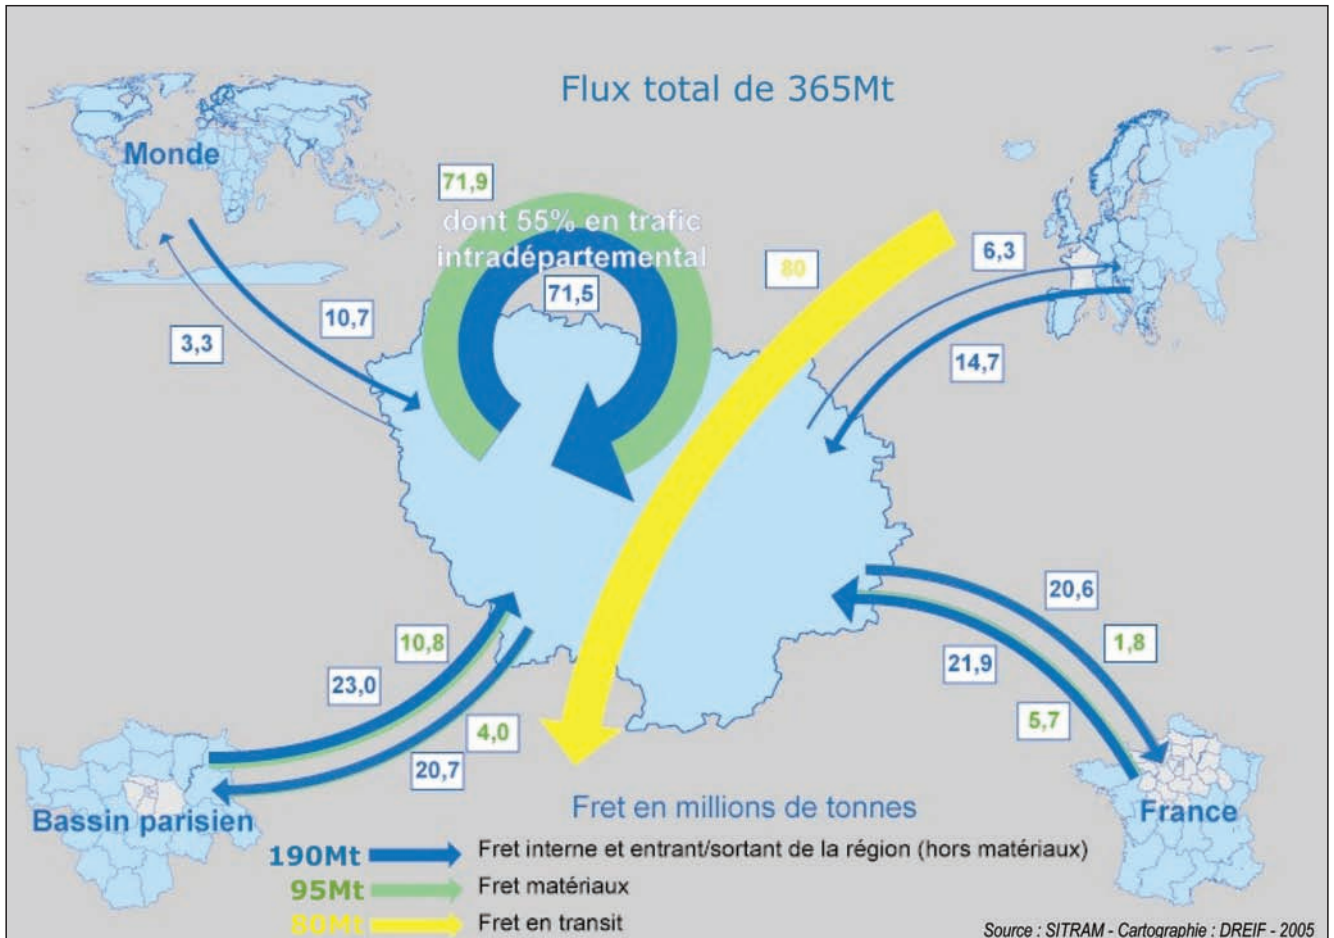 Flux total de 365Mt
Monde
71,9
dont 55% en trafic
intradépartemental
71,5
80
6,3
10,7
3,3
14,7
10,8
23,0
4,0
20,7
20,6
1,8
21,9
5,7
Bassin parisien
France
Fret en millions de tonnes
190Mt Fret interne et entrant/sortant de la région (hors matériaux)
95Mt Fret matériaux
80Mt Fret en transit
Source : SITRAM - Cartographie : DREIF - 2005